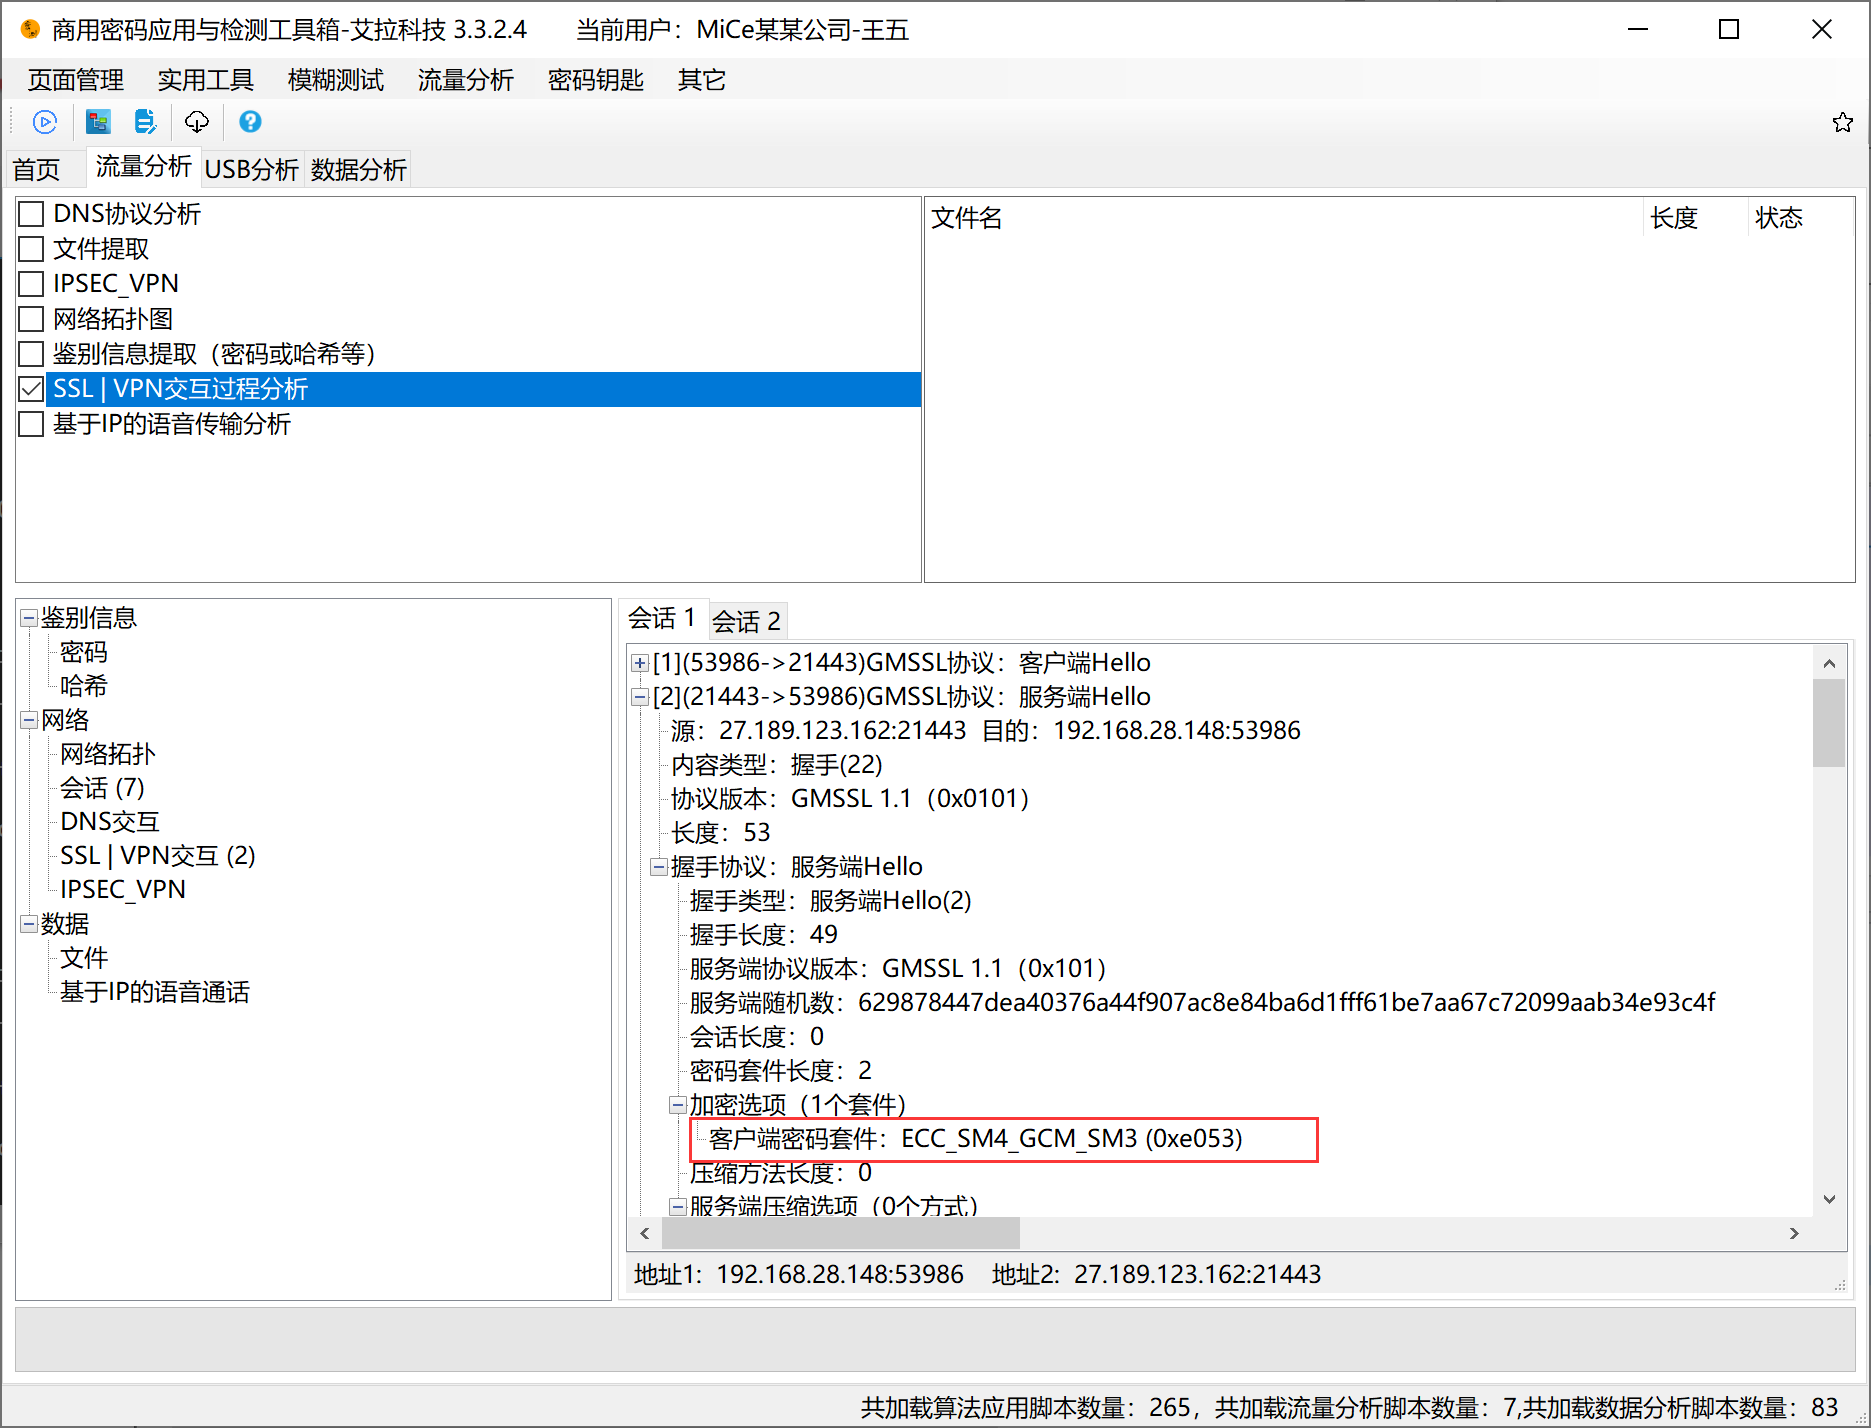 商用密码应用与检测工具箱-艾拉科技 3.3.2.4 当前用户：MiCe某某公司-王五
页面管理 实用工具 模糊测试 流量分析 密码钥匙 其它
首页 流量分析 USB分析 数据分析
DNS协议分析
文件提取
IPSEC_VPN
网络拓扑图
鉴别信息提取（密码或哈希等）
SSL | VPN交互过程分析
基于IP的语音传输分析
文件名 长度 状态
鉴别信息
密码
哈希
网络
网络拓扑
会话 (7)
DNS交互
SSL | VPN交互 (2)
IPSEC_VPN
数据
文件
基于IP的语音通话
会话 1 会话 2
[1](53986->21443)GMSSL协议：客户端Hello
[2](21443->53986)GMSSL协议：服务端Hello
源：27.189.123.162:21443 目的：192.168.28.148:53986
内容类型：握手(22)
协议版本：GMSSL 1.1（0x0101）
长度：53
握手协议：服务端Hello
握手类型：服务端Hello(2)
握手长度：49
服务端协议版本：GMSSL 1.1（0x101）
服务端随机数：629878447dea40376a44f907ac8e84ba6d1fff61be7aa67c72099aab34e93c4f
会话长度：0
密码套件长度：2
加密选项（1个套件）
客户端密码套件：ECC_SM4_GCM_SM3 (0xe053)
压缩方法长度：0
服务端压缩选项（0个方式）
地址1：192.168.28.148:53986 地址2：27.189.123.162:21443
共加载算法应用脚本数量：265，共加载流量分析脚本数量：7,共加载数据分析脚本数量：83